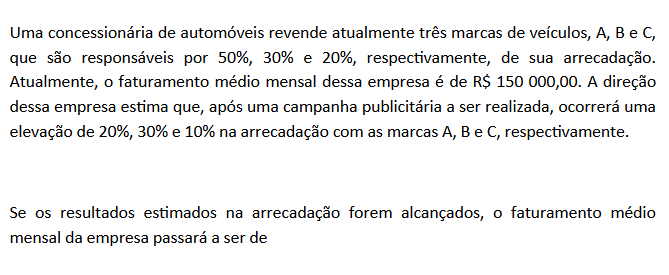 Uma concessionária de automóveis revende atualmente três marcas de veículos, A, B e C,
que são responsáveis por 50%, 30% e 20%, respectivamente, de sua arrecadação.
Atualmente, o faturamento médio mensal dessa empresa é de R$ 150 000,00. A direção
dessa empresa estima que, após uma campanha publicitária a ser realizada, ocorrerá uma
elevação de 20%, 30% e 10% na arrecadação com as marcas A, B e C, respectivamente.
Se os resultados estimados na arrecadação forem alcançados, o faturamento médio
mensal da empresa passará a ser de